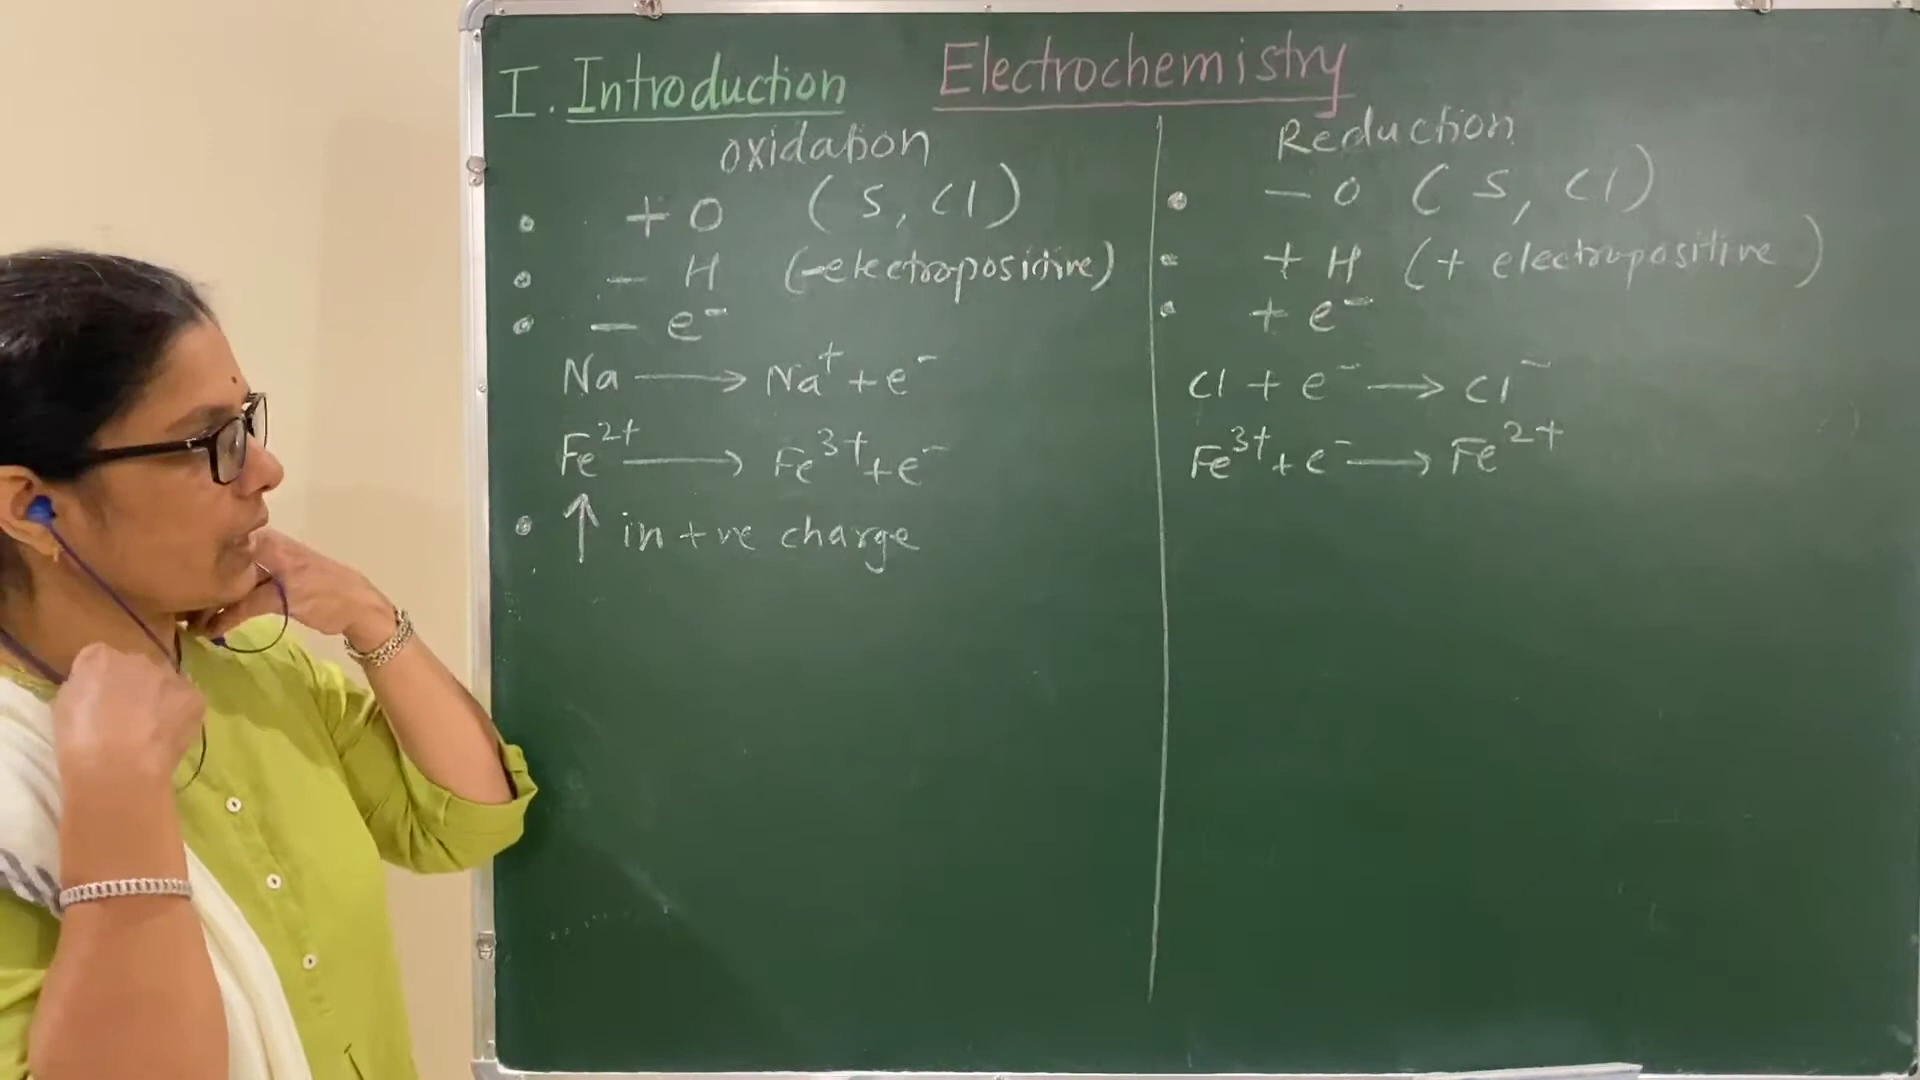 I. Introduction
Electrochemistry
oxidation
• + O (S, Cl)
• - H (-electropositive)
• - e⁻
Na ⟶ Na⁺ + e⁻
Fe²⁺ ⟶ Fe³⁺ + e⁻
• ↑ in +ve charge
Reduction
• - O (S, Cl)
• + H (+ electropositive)
• + e⁻
Cl + e⁻ ⟶ Cl⁻
Fe³⁺ + e⁻ ⟶ Fe²⁺